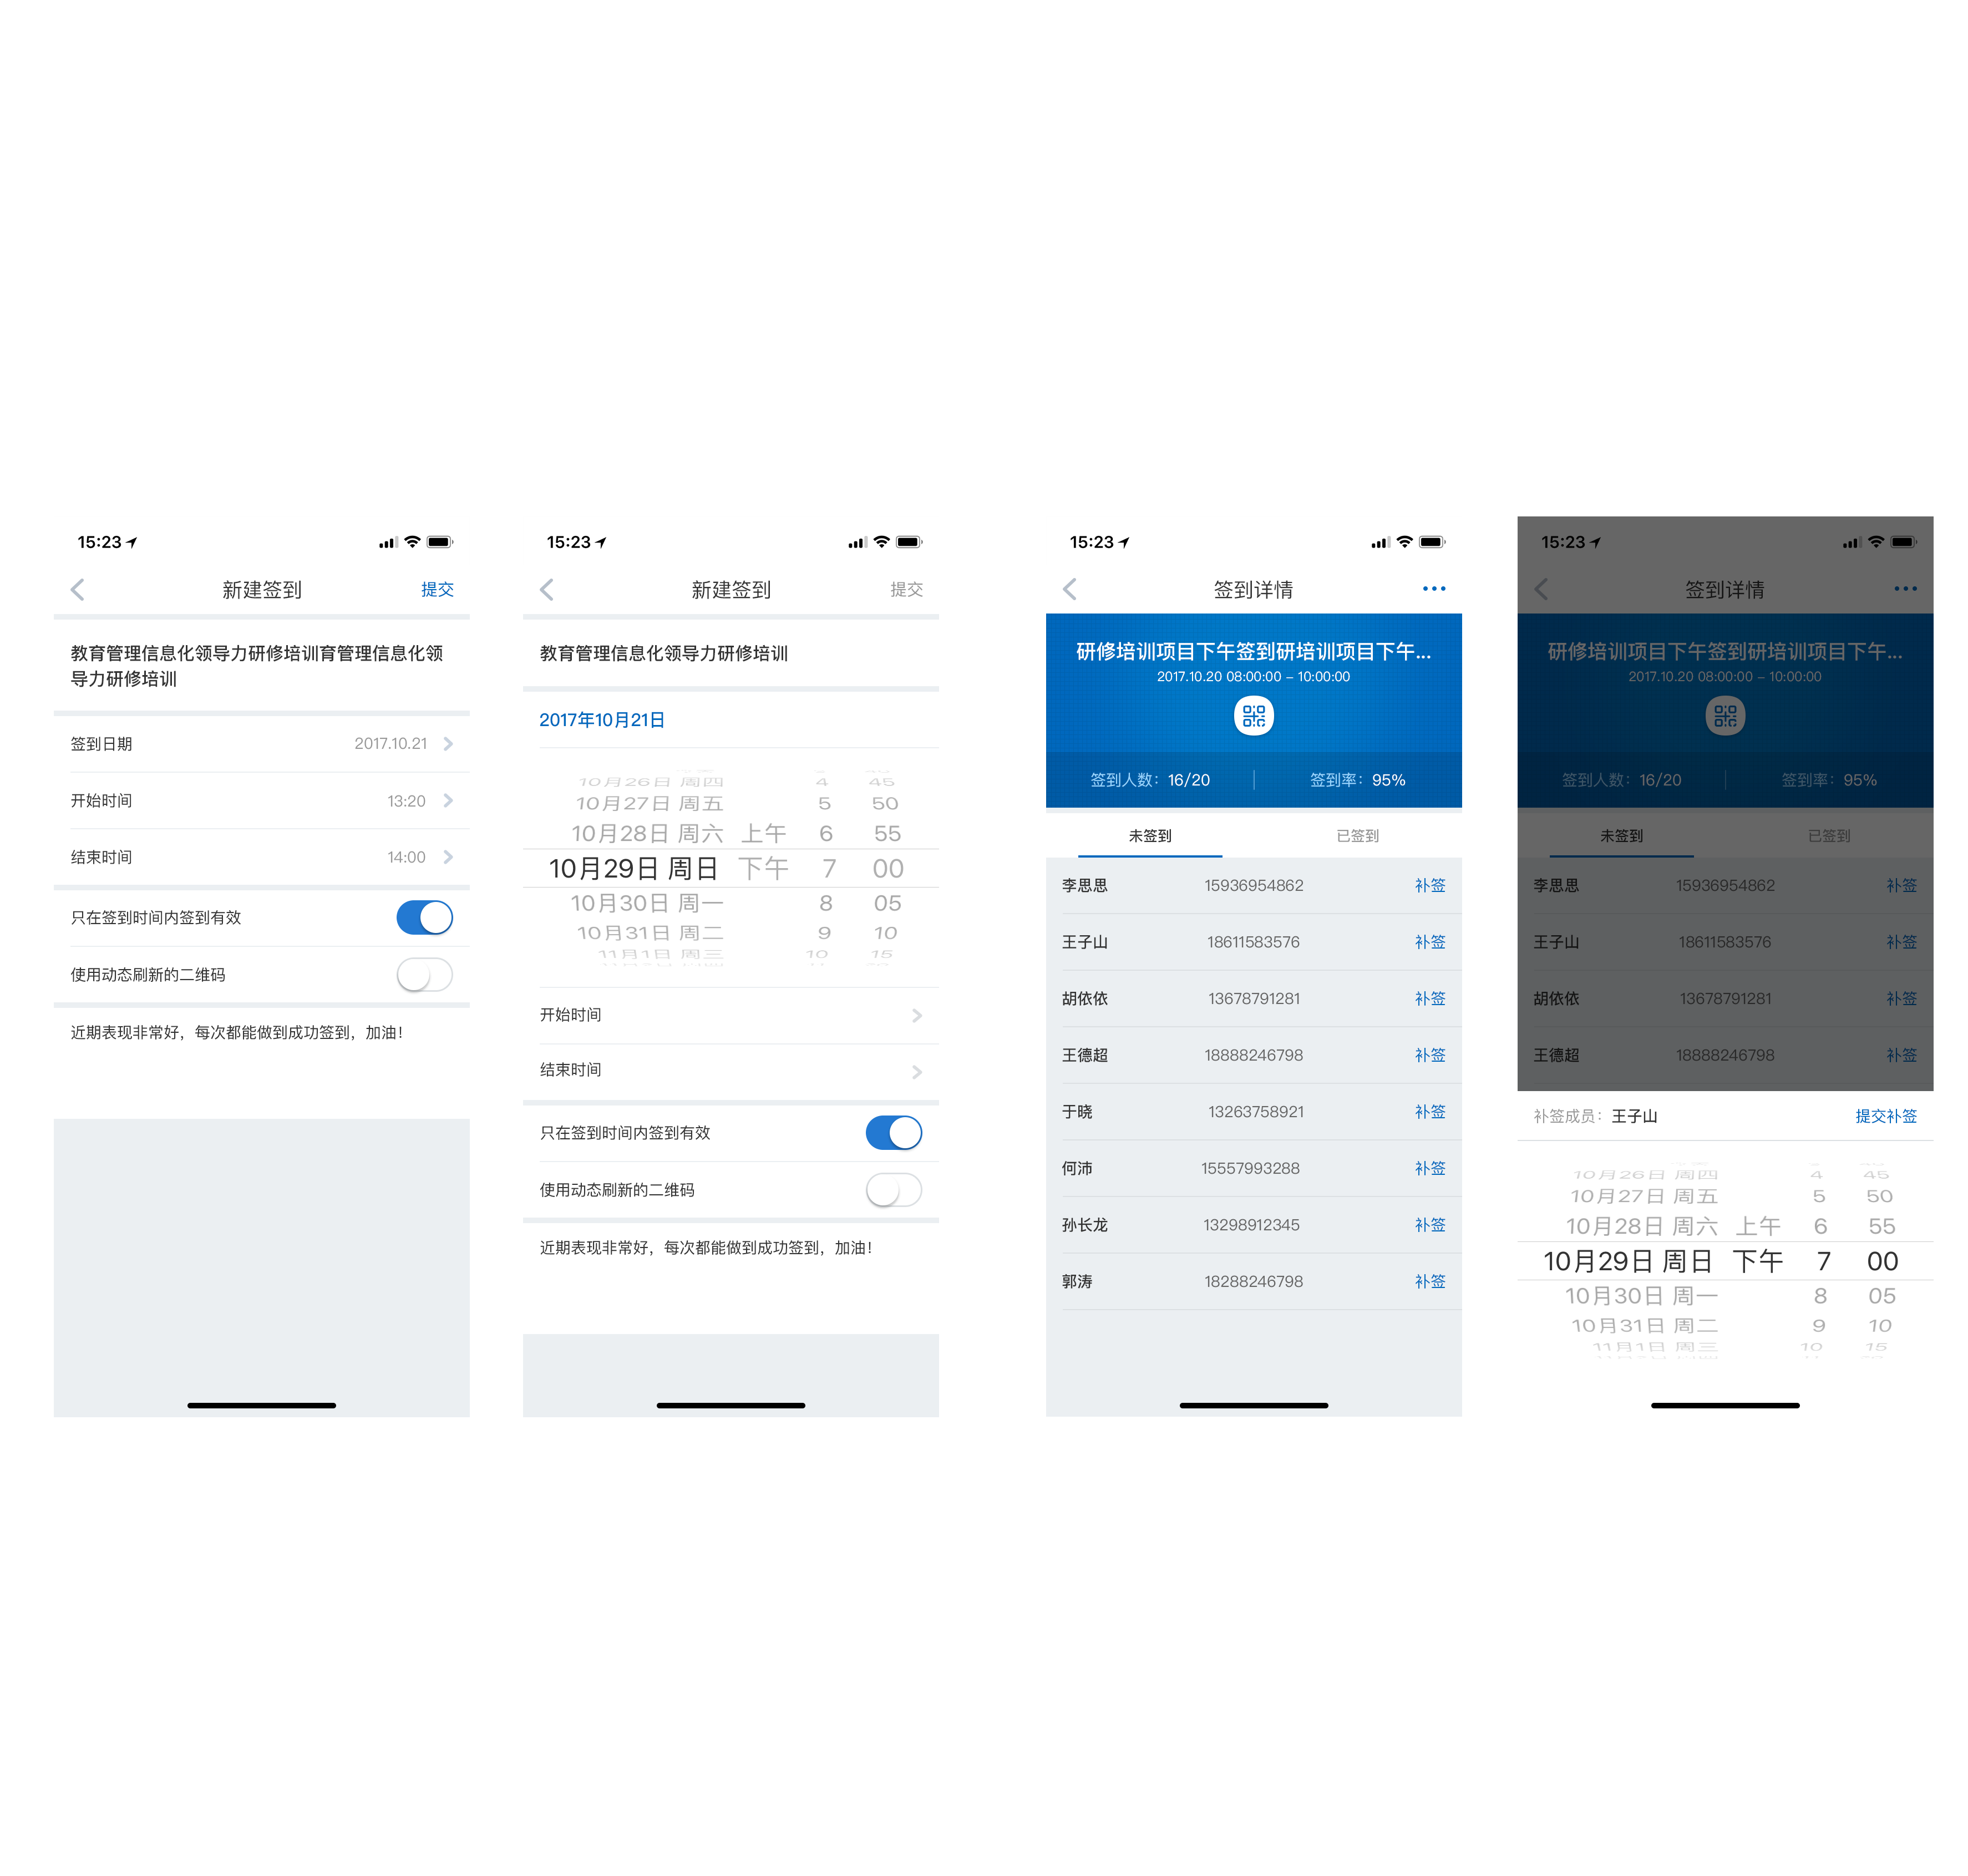 15:23
新建签到
提交
教育管理信息化领导力研修培训育管理信息化领
导力研修培训
签到日期 2017.10.21
开始时间 13:20
结束时间 14:00
只在签到时间内签到有效
使用动态刷新的二维码
近期表现非常好，每次都能做到成功签到，加油！
15:23
新建签到
提交
教育管理信息化领导力研修培训
2017年10月21日
10月26日 周四 4 45
10月27日 周五 5 50
10月28日 周六 上午 6 55
10月29日 周日 下午 7 00
10月30日 周一 8 05
10月31日 周二 9 10
11月1日 周三 10 15
开始时间
结束时间
只在签到时间内签到有效
使用动态刷新的二维码
近期表现非常好，每次都能做到成功签到，加油！
15:23
签到详情
研修培训项目下午签到研培训项目下午...
2017.10.20 08:00:00 – 10:00:00
签到人数：16/20 签到率：95%
未签到 已签到
李思思 15936954862 补签
王子山 18611583576 补签
胡依依 13678791281 补签
王德超 18888246798 补签
于晓 13263758921 补签
何沛 15557993288 补签
孙长龙 13298912345 补签
郭涛 18288246798 补签
15:23
签到详情
研修培训项目下午签到研培训项目下午...
2017.10.20 08:00:00 – 10:00:00
签到人数：16/20 签到率：95%
未签到 已签到
李思思 15936954862 补签
王子山 18611583576 补签
胡依依 13678791281 补签
王德超 18888246798 补签
补签成员：王子山 提交补签
10月26日 周四 4 45
10月27日 周五 5 50
10月28日 周六 上午 6 55
10月29日 周日 下午 7 00
10月30日 周一 8 05
10月31日 周二 9 10
11月1日 周三 10 15